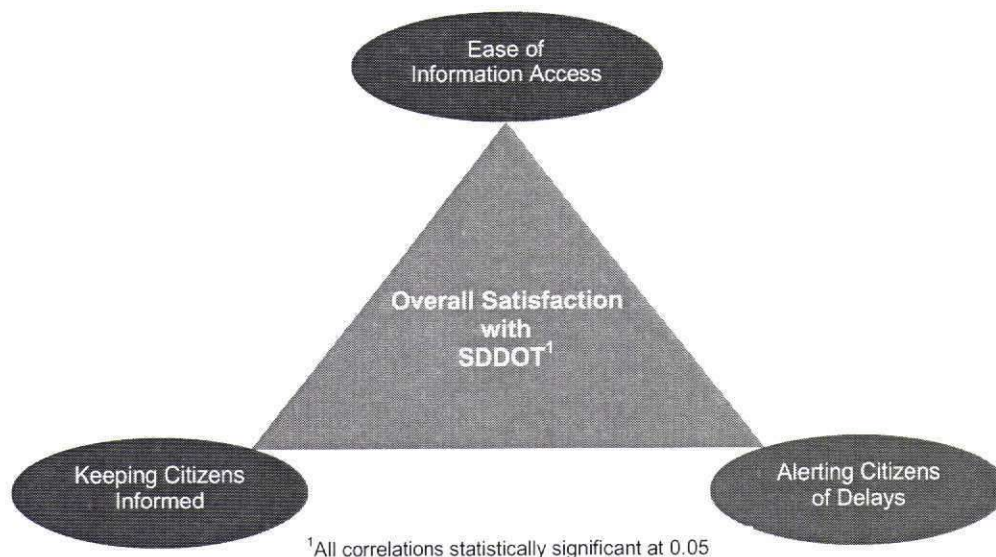 Ease of
Information Access
Overall Satisfaction
with
SDDOT¹
Keeping Citizens
Informed
Alerting Citizens
of Delays
¹All correlations statistically significant at 0.05